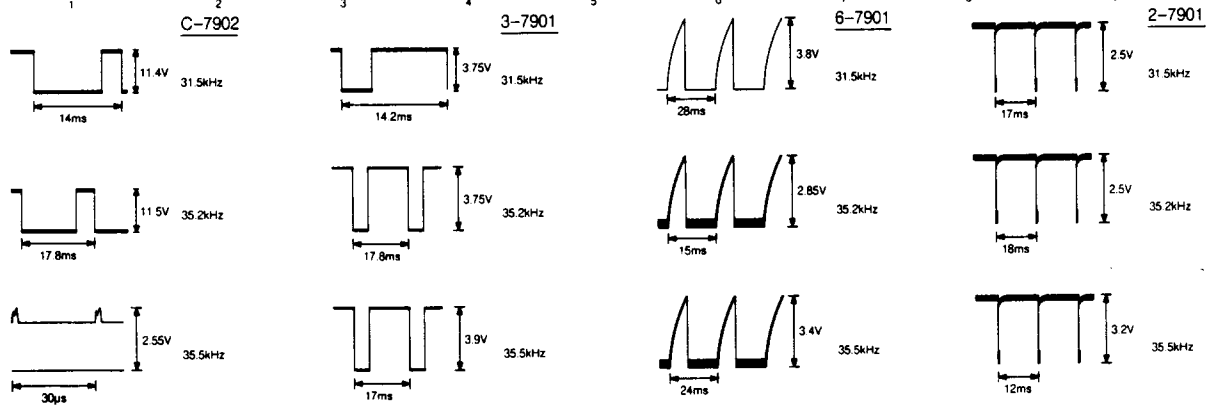 1 2 3 4 5 6
C-7902 3-7901 6-7901 2-7901
11.4V 31.5kHz 3.75V 31.5kHz 3.8V 31.5kHz 2.5V 31.5kHz
14ms 14.2ms 28ms 17ms
11 5V 35.2kHz 3.75V 35.2kHz 2.85V 35.2kHz 2.5V 35.2kHz
17.8ms 17.8ms 15ms 18ms
2.55V 35.5kHz 3.9V 35.5kHz 3.4V 35.5kHz 3.2V 35.5kHz
30µs 17ms 24ms 12ms